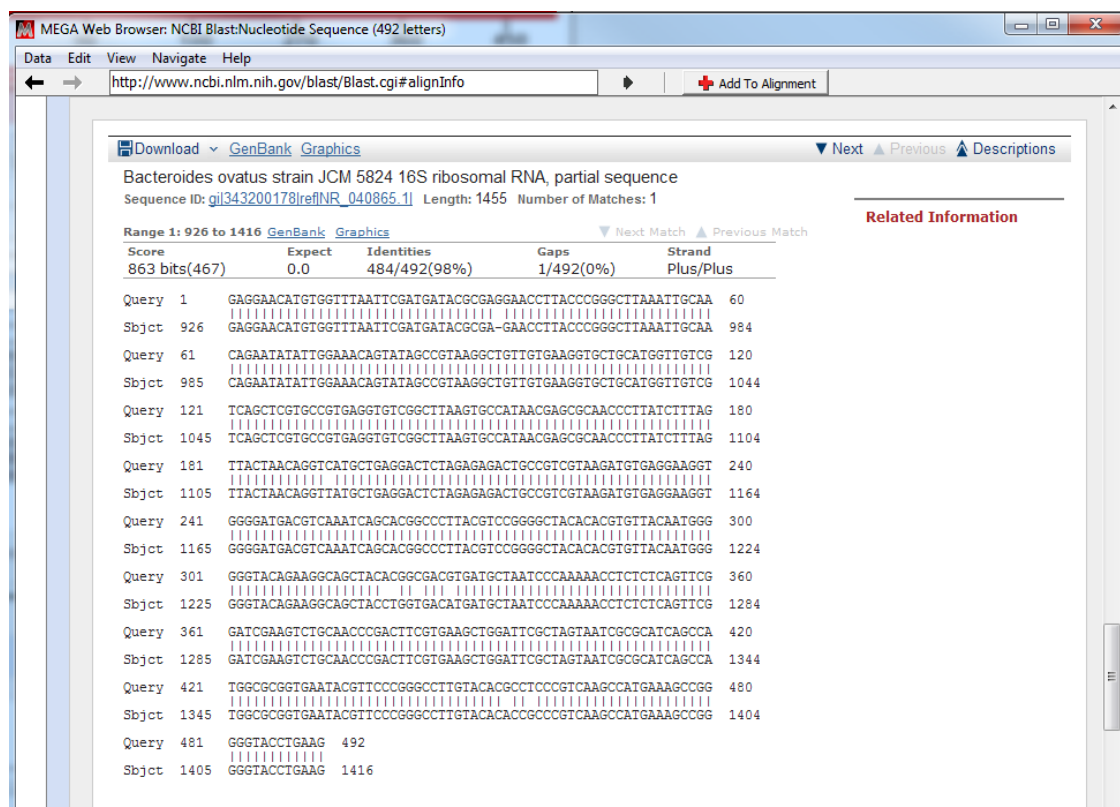 MEGA Web Browser: NCBI Blast:Nucleotide Sequence (492 letters)
Data Edit View Navigate Help
http://www.ncbi.nlm.nih.gov/blast/Blast.cgi#alignInfo Add To Alignment
Download GenBank Graphics Next Previous Descriptions
Bacteroides ovatus strain JCM 5824 16S ribosomal RNA, partial sequence
Sequence ID: gi|343200178|ref|NR_040865.1| Length: 1455 Number of Matches: 1
Related Information
Range 1: 926 to 1416 GenBank Graphics Next Match Previous Match
Score Expect Identities Gaps Strand
863 bits(467) 0.0 484/492(98%) 1/492(0%) Plus/Plus
Query 1 GAGGAACATGTGGTTTAATTCGATGATACGCGAGGAACCTTACCCGGGCTTAAATTGCAA 60
Sbjct 926 GAGGAACATGTGGTTTAATTCGATGATACGCGA-GAACCTTACCCGGGCTTAAATTGCAA 984
Query 61 CAGAATATATTGGAAACAGTATAGCCGTAAGGCTGTTGTGAAGGTGCTGCATGGTTGTCG 120
Sbjct 985 CAGAATATATTGGAAACAGTATAGCCGTAAGGCTGTTGTGAAGGTGCTGCATGGTTGTCG 1044
Query 121 TCAGCTCGTGCCGTGAGGTGTCGGCTTAAGTGCCATAACGAGCGCAACCCTTATCTTTAG 180
Sbjct 1045 TCAGCTCGTGCCGTGAGGTGTCGGCTTAAGTGCCATAACGAGCGCAACCCTTATCTTTAG 1104
Query 181 TTACTAACAGGTCATGCTGAGGACTCTAGAGAGACTGCCGTCGTAAGATGTGAGGAAGGT 240
Sbjct 1105 TTACTAACAGGTTATGCTGAGGACTCTAGAGAGACTGCCGTCGTAAGATGTGAGGAAGGT 1164
Query 241 GGGGATGACGTCAAATCAGCACGGCCCTTACGTCCGGGGCTACACACGTGTTACAATGGG 300
Sbjct 1165 GGGGATGACGTCAAATCAGCACGGCCCTTACGTCCGGGGCTACACACGTGTTACAATGGG 1224
Query 301 GGGTACAGAAGGCAGCTACACGGCGACGTGATGCTAATCCCAAAAACCTCTCTCAGTTCG 360
Sbjct 1225 GGGTACAGAAGGCAGCTACCTGGTGACATGATGCTAATCCCAAAAACCTCTCTCAGTTCG 1284
Query 361 GATCGAAGTCTGCAACCCGACTTCGTGAAGCTGGATTCGCTAGTAATCGCGCATCAGCCA 420
Sbjct 1285 GATCGAAGTCTGCAACCCGACTTCGTGAAGCTGGATTCGCTAGTAATCGCGCATCAGCCA 1344
Query 421 TGGCGCGGTGAATACGTTCCCGGGCCTTGTACACGCCTCCCGTCAAGCCATGAAAGCCGG 480
Sbjct 1345 TGGCGCGGTGAATACGTTCCCGGGCCTTGTACACACCGCCCGTCAAGCCATGAAAGCCGG 1404
Query 481 GGGTACCTGAAG 492
Sbjct 1405 GGGTACCTGAAG 1416